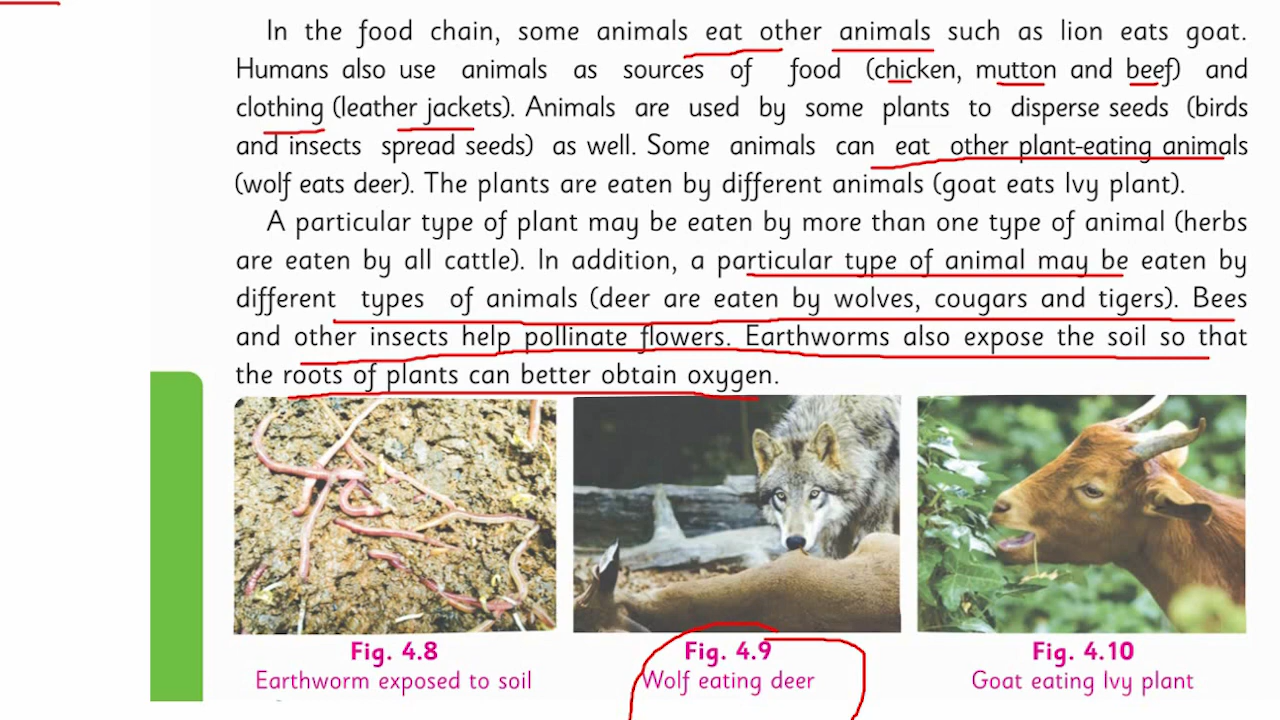 In the food chain, some animals eat other animals such as lion eats goat.
Humans also use animals as sources of food (chicken, mutton and beef) and
clothing (leather jackets). Animals are used by some plants to disperse seeds (birds
and insects spread seeds) as well. Some animals can eat other plant-eating animals
(wolf eats deer). The plants are eaten by different animals (goat eats lvy plant).
A particular type of plant may be eaten by more than one type of animal (herbs
are eaten by all cattle). In addition, a particular type of animal may be eaten by
different types of animals (deer are eaten by wolves, cougars and tigers). Bees
and other insects help pollinate flowers. Earthworms also expose the soil so that
the roots of plants can better obtain oxygen.
Fig. 4.8
Earthworm exposed to soil
Fig. 4.9
Wolf eating deer
Fig. 4.10
Goat eating lvy plant